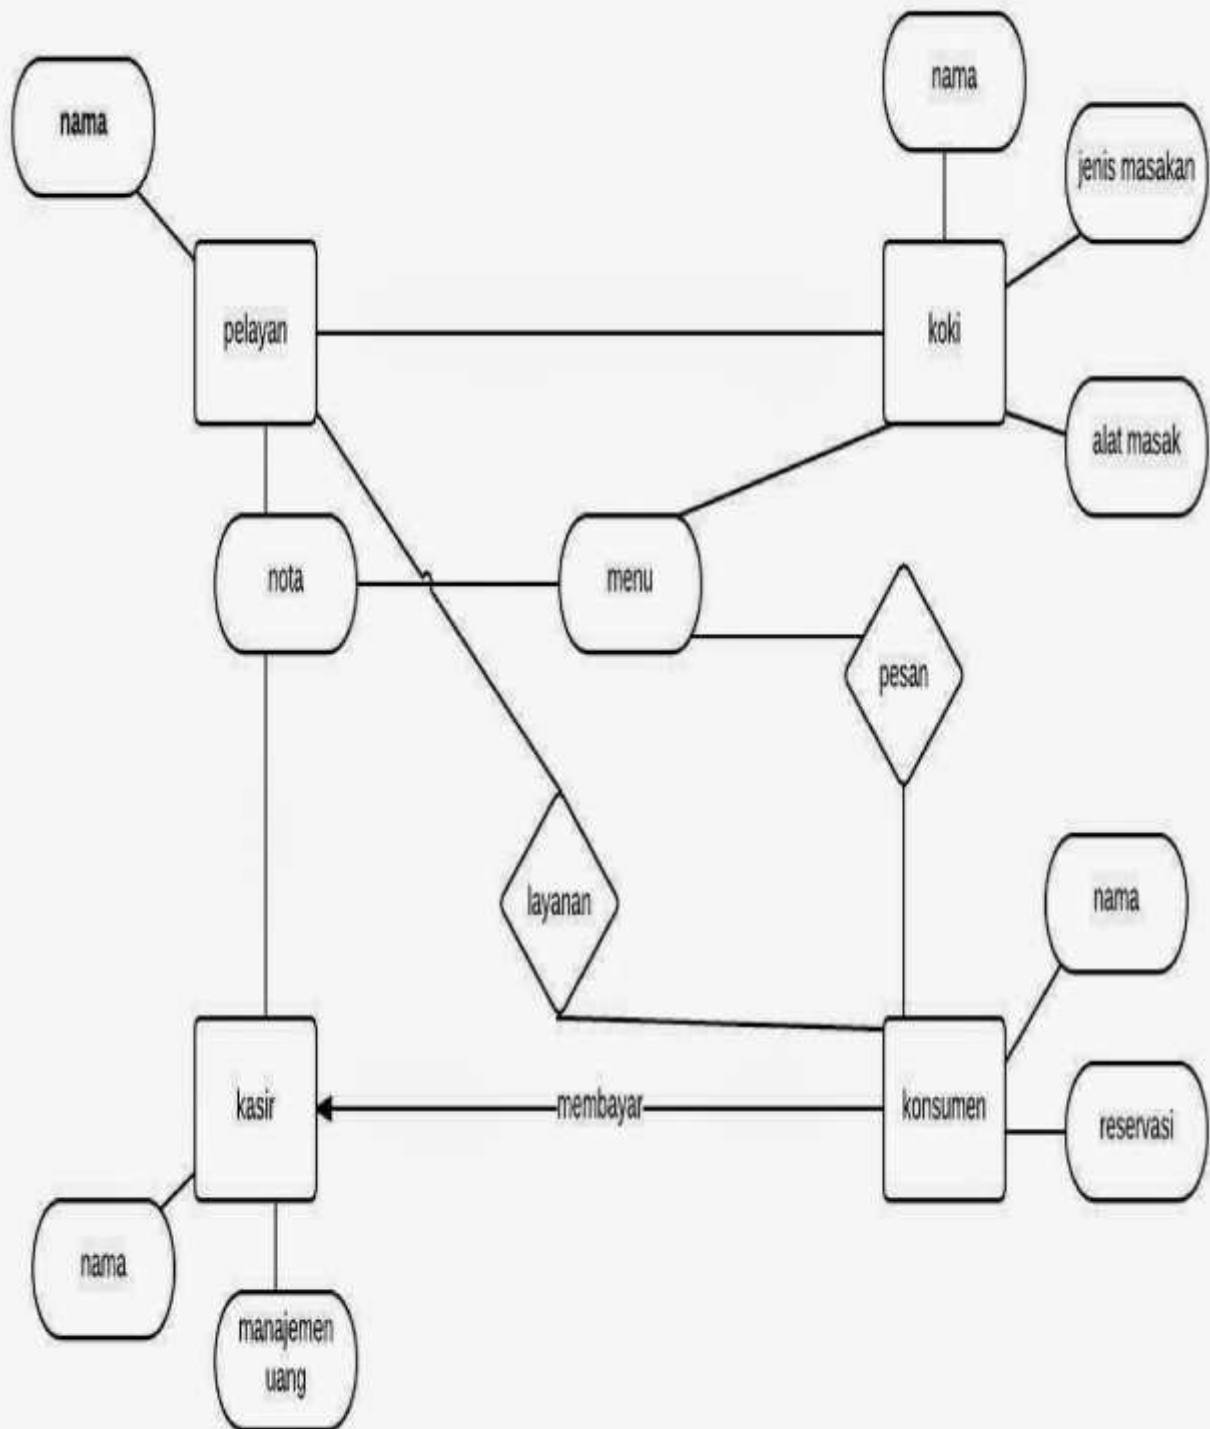 nama
nama
jenis masakan
pelayan
koki
alat masak
nota
menu
pesan
layanan
nama
kasir
membayar
konsumen
reservasi
nama
manajemen
uang